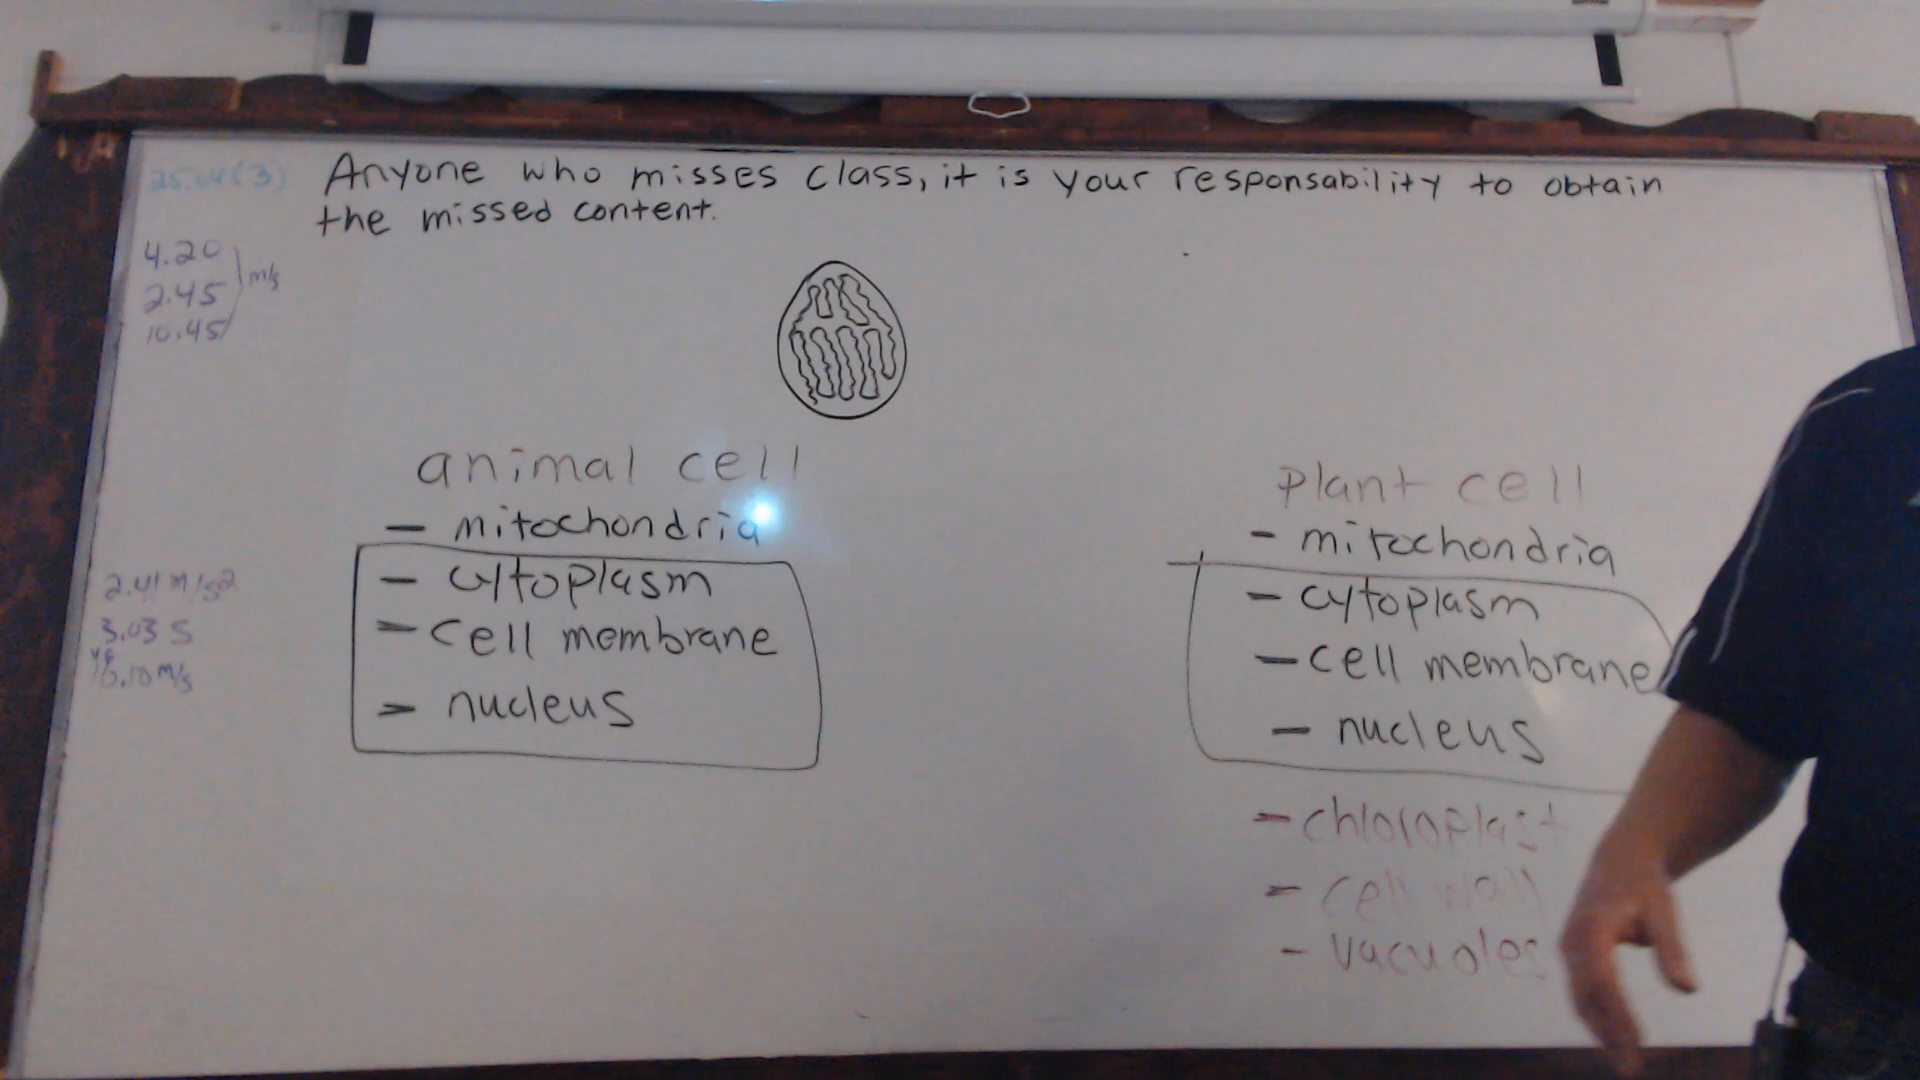 Anyone who misses class, it is your responsability to obtain
the missed content.
4.20
2.45
10.45
m/s
animal cell
- mitochondria
- cytoplasm
- cell membrane
- nucleus
plant cell
- mitochondria
- cytoplasm
- cell membrane
- nucleus
- chloroplast
- cell wall
- vacuoles
2.41 m/s2
3.03 s